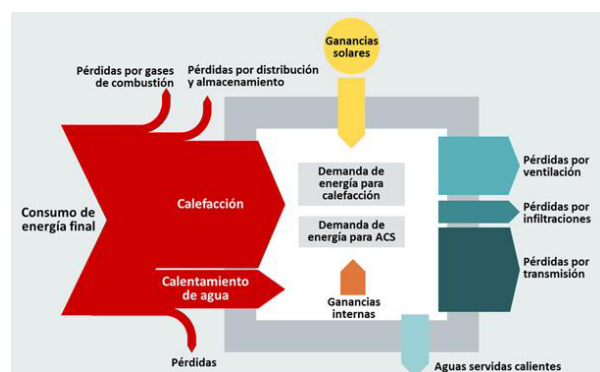 Ganancias
solares
Pérdidas por gases
de combustión
Pérdidas por distribución
y almacenamiento
Consumo de
energía final
Calefacción
Calentamiento
de agua
Pérdidas
Demanda de
energía para
calefacción
Demanda de
energía para ACS
Ganancias
internas
Pérdidas por
ventilación
Pérdidas por
infiltraciones
Pérdidas por
transmisión
Aguas servidas calientes